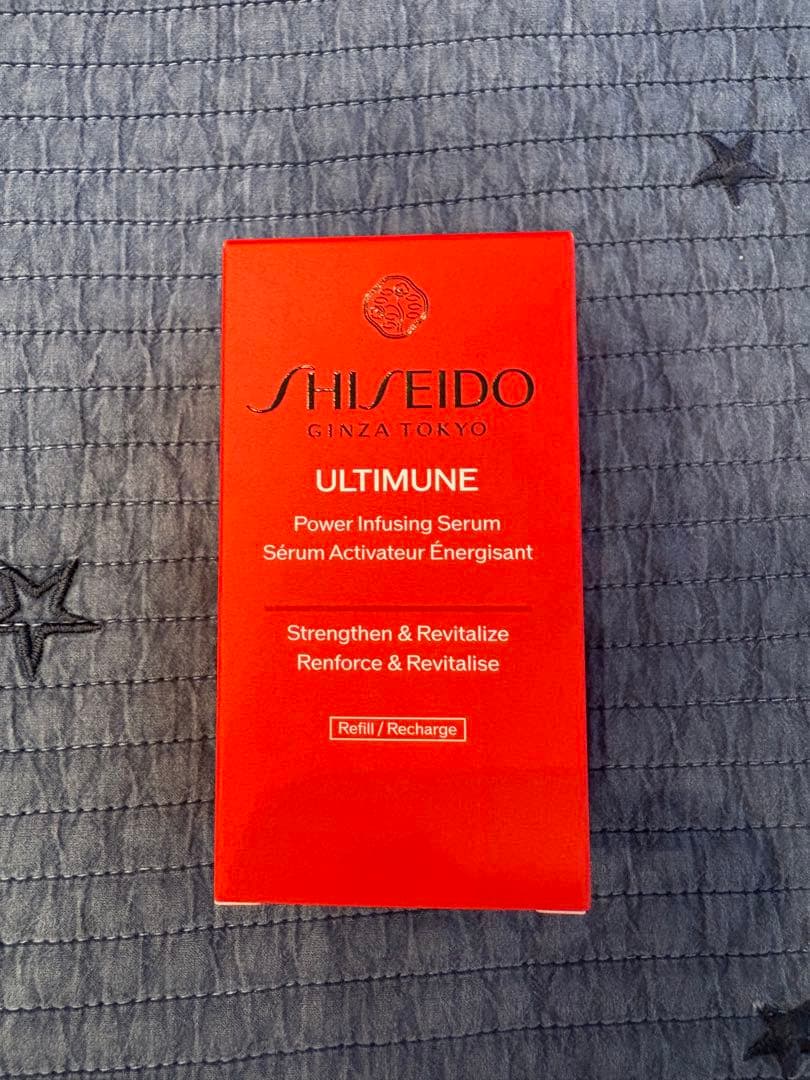 SHISEIDO
GINZA TOKYO
ULTIMUNE
Power Infusing Serum
Sérum Activateur Énergisant
Strengthen & Revitalize
Renforce & Revitalise
Refill / Recharge